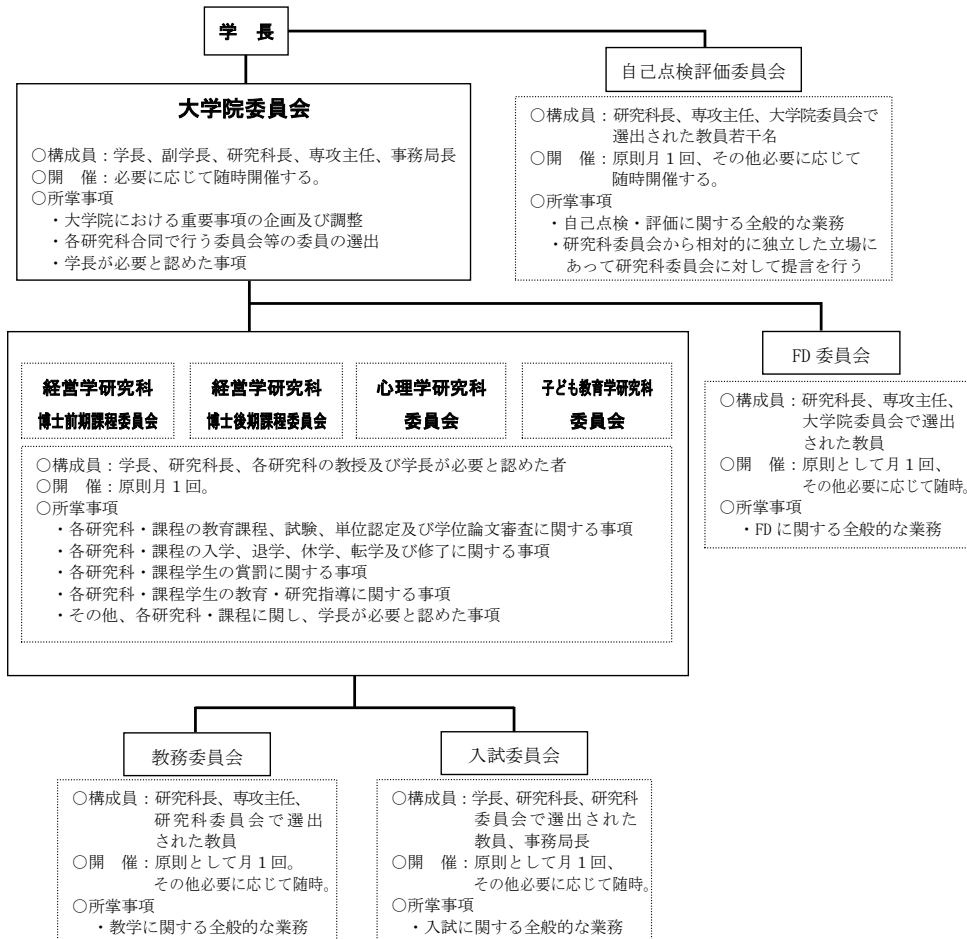 学　長
自己点検評価委員会
○構成員：研究科長、専攻主任、大学院委員会で
選出された教員若干名
○開　催：原則月１回、その他必要に応じて
随時開催する。
○所掌事項
・自己点検・評価に関する全般的な業務
・研究科委員会から相対的に独立した立場に
あって研究科委員会に対して提言を行う
大学院委員会
○構成員：学長、副学長、研究科長、専攻主任、事務局長
○開　催：必要に応じて随時開催する。
○所掌事項
・大学院における重要事項の企画及び調整
・各研究科合同で行う委員会等の委員の選出
・学長が必要と認めた事項
経営学研究科
博士前期課程委員会
経営学研究科
博士後期課程委員会
心理学研究科
委員会
子ども教育学研究科
委員会
○構成員：学長、研究科長、各研究科の教授及び学長が必要と認めた者
○開　催：原則月１回。
○所掌事項
・各研究科・課程の教育課程、試験、単位認定及び学位論文審査に関する事項
・各研究科・課程の入学、退学、休学、転学及び修了に関する事項
・各研究科・課程学生の賞罰に関する事項
・各研究科・課程学生の教育・研究指導に関する事項
・その他、各研究科・課程に関し、学長が必要と認めた事項
FD 委員会
○構成員：研究科長、専攻主任、
大学院委員会で選出
された教員
○開　催：原則として月１回、
その他必要に応じて随時。
○所掌事項
・FD に関する全般的な業務
教務委員会
○構成員：研究科長、専攻主任、
研究科委員会で選出
された教員
○開　催：原則として月１回。
その他必要に応じて随時。
○所掌事項
・教学に関する全般的な業務
入試委員会
○構成員：学長、研究科長、研究科
委員会で選出された
教員、事務局長
○開　催：原則として月１回、
その他必要に応じて随時。
○所掌事項
・入試に関する全般的な業務